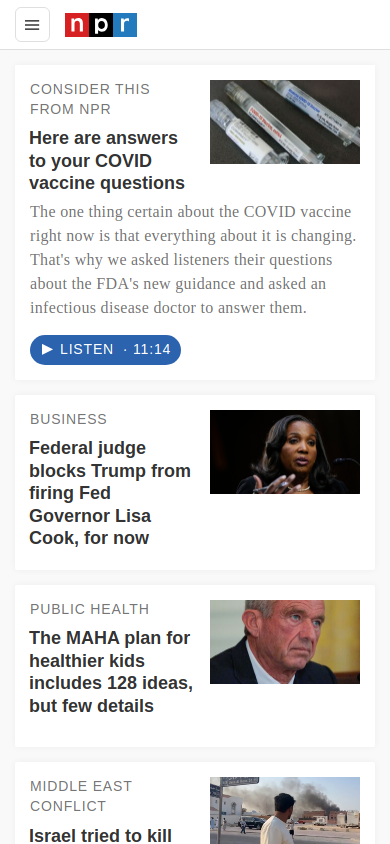 npr
CONSIDER THIS
FROM NPR
Here are answers
to your COVID
vaccine questions
The one thing certain about the COVID vaccine
right now is that everything about it is changing.
That's why we asked listeners their questions
about the FDA's new guidance and asked an
infectious disease doctor to answer them.
LISTEN · 11:14
BUSINESS
Federal judge
blocks Trump from
firing Fed
Governor Lisa
Cook, for now
PUBLIC HEALTH
The MAHA plan for
healthier kids
includes 128 ideas,
but few details
MIDDLE EAST
CONFLICT
Israel tried to kill